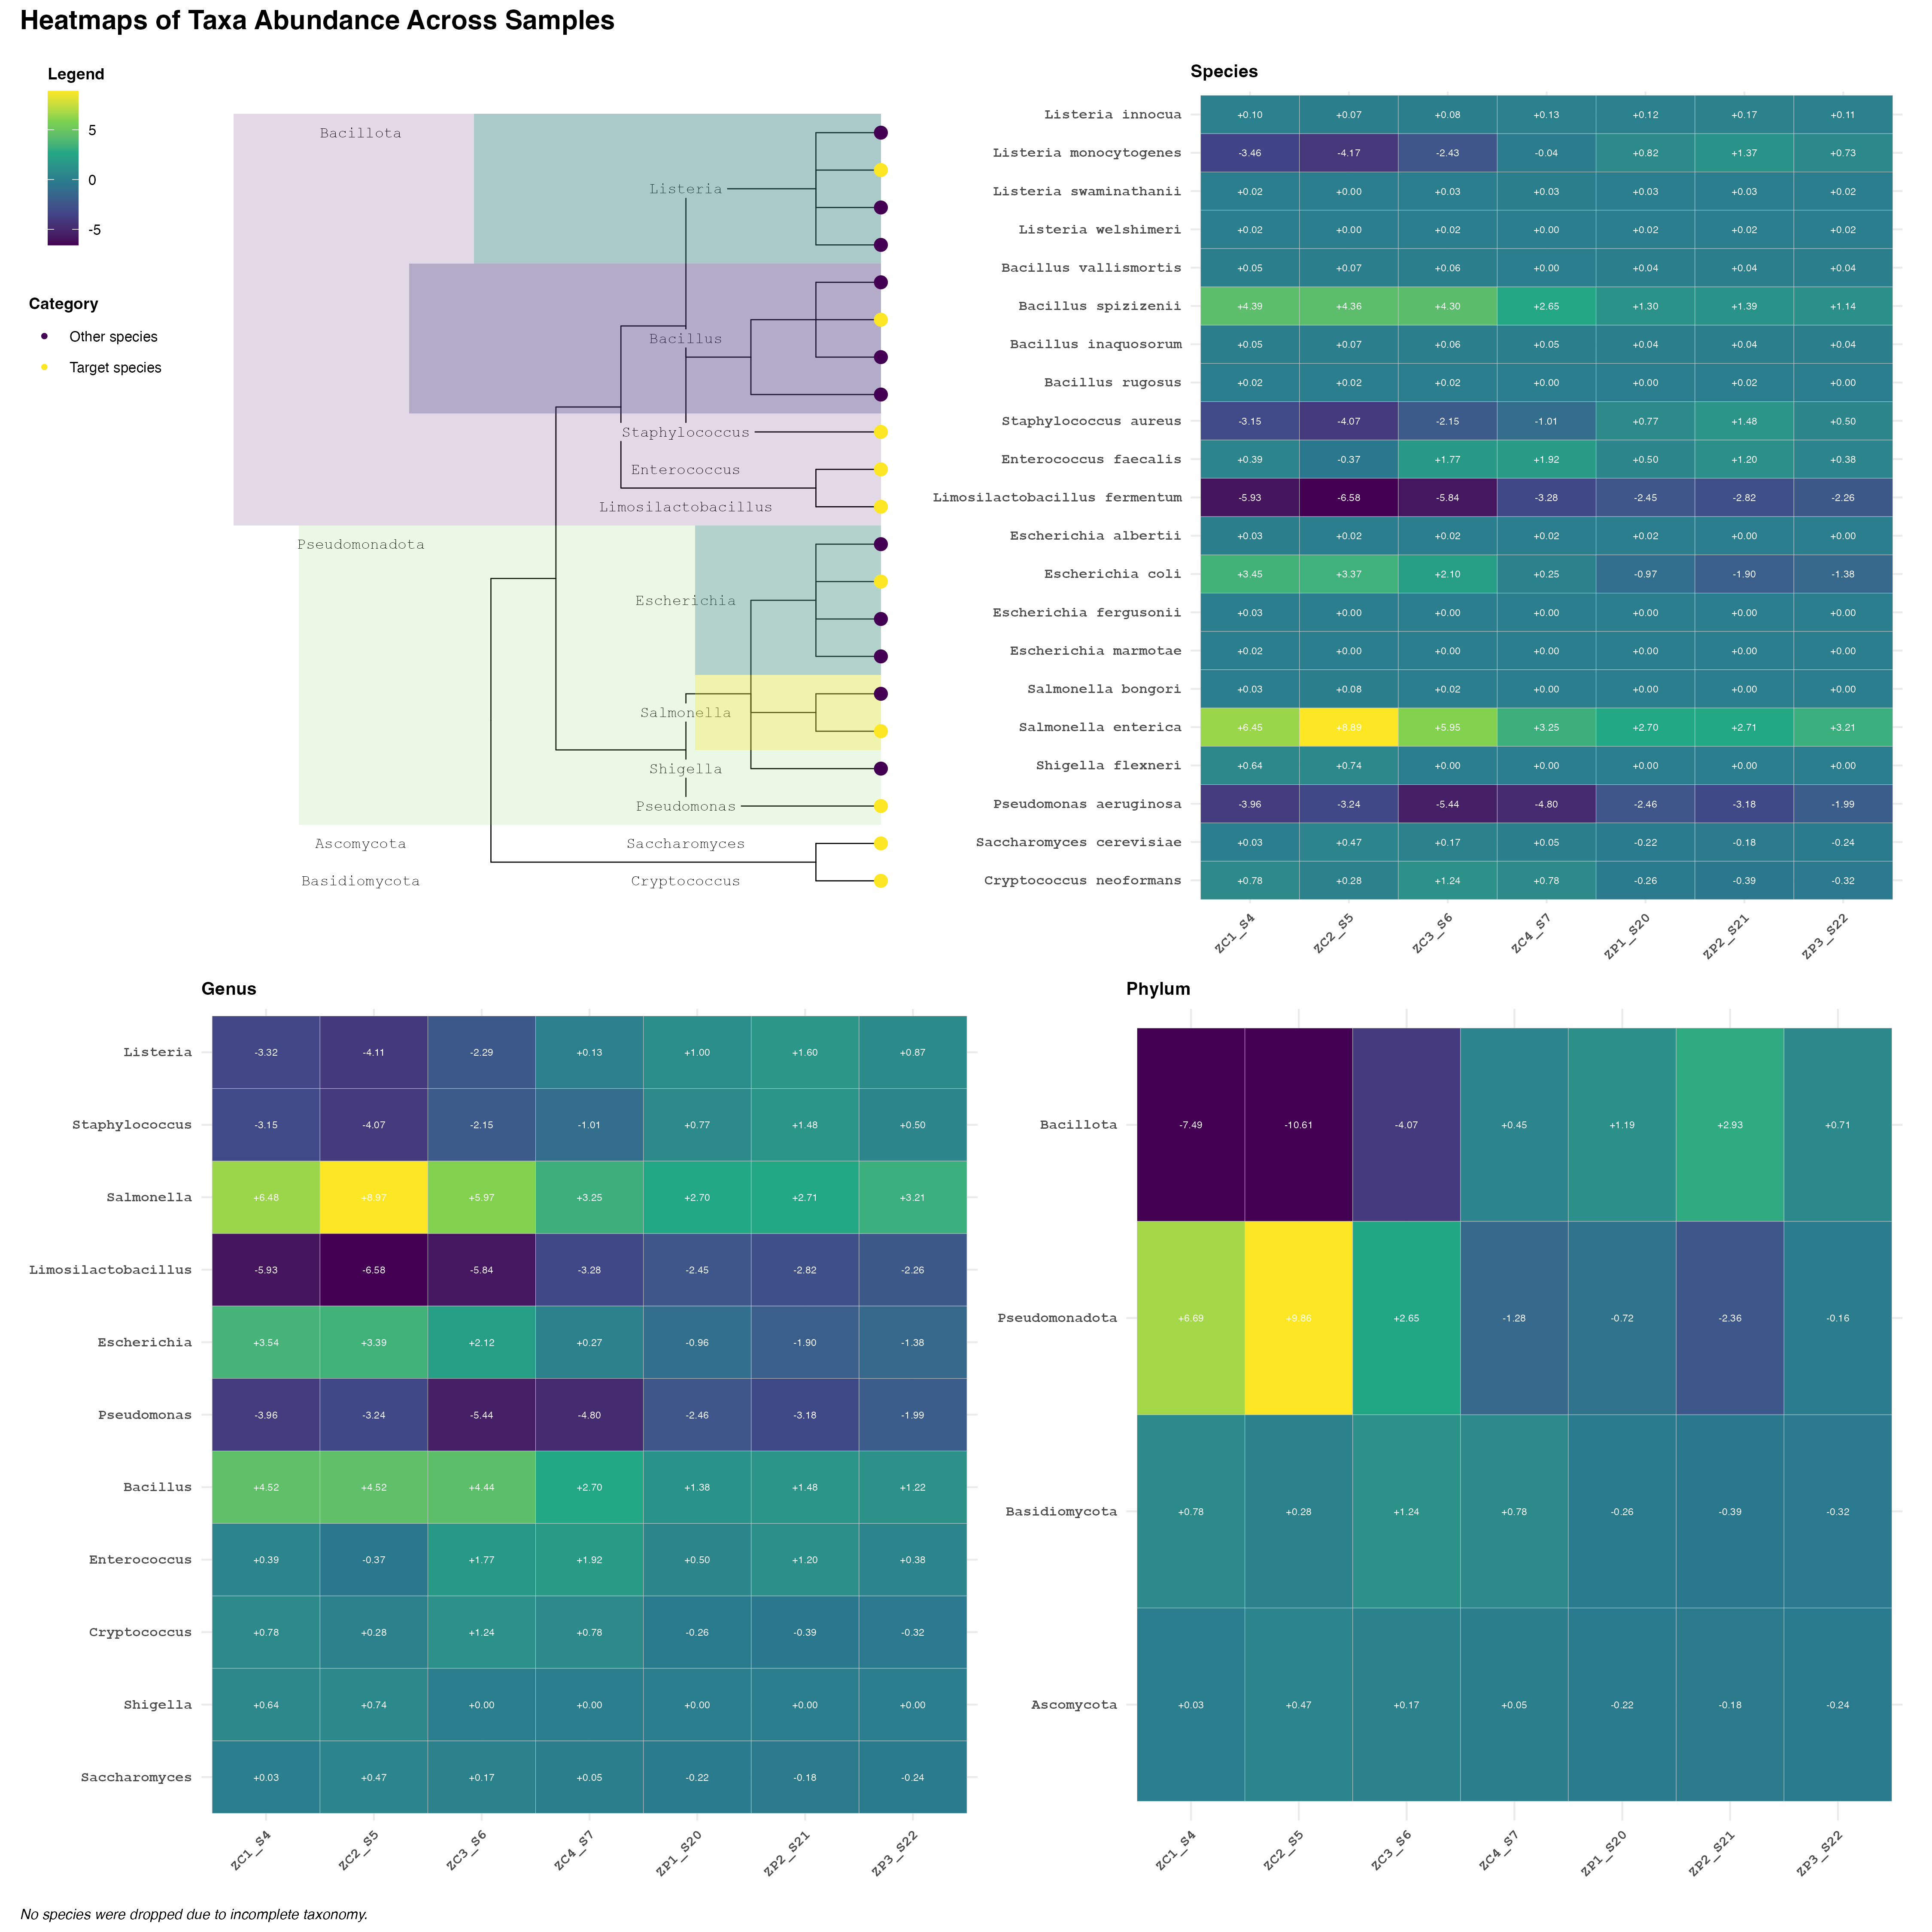 Heatmaps of Taxa Abundance Across Samples
Legend
5
0
-5
Category
Other species
Target species
Bacillota
Listeria
Bacillus
Staphylococcus
Enterococcus
Limosilactobacillus
Pseudomonadota
Escherichia
Salmonella
Shigella
Pseudomonas
Ascomycota Saccharomyces
Basidiomycota Cryptococcus
Species
Listeria innocua +0.10 +0.07 +0.08 +0.13 +0.12 +0.17 +0.11
Listeria monocytogenes -3.46 -4.17 -2.43 -0.04 +0.82 +1.37 +0.73
Listeria swaminathanii +0.02 +0.00 +0.03 +0.03 +0.03 +0.03 +0.02
Listeria welshimeri +0.02 +0.00 +0.02 +0.00 +0.02 +0.02 +0.02
Bacillus vallismortis +0.05 +0.07 +0.06 +0.00 +0.04 +0.04 +0.04
Bacillus spizizenii +4.39 +4.36 +4.30 +2.65 +1.30 +1.39 +1.14
Bacillus inaquosorum +0.05 +0.07 +0.06 +0.05 +0.04 +0.04 +0.04
Bacillus rugosus +0.02 +0.02 +0.02 +0.00 +0.00 +0.02 +0.00
Staphylococcus aureus -3.15 -4.07 -2.15 -1.01 +0.77 +1.48 +0.50
Enterococcus faecalis +0.39 -0.37 +1.77 +1.92 +0.50 +1.20 +0.38
Limosilactobacillus fermentum -5.93 -6.58 -5.84 -3.28 -2.45 -2.82 -2.26
Escherichia albertii +0.03 +0.02 +0.02 +0.02 +0.02 +0.00 +0.00
Escherichia coli +3.45 +3.37 +2.10 +0.25 -0.97 -1.90 -1.38
Escherichia fergusonii +0.03 +0.00 +0.00 +0.00 +0.00 +0.00 +0.00
Escherichia marmotae +0.02 +0.00 +0.00 +0.00 +0.00 +0.00 +0.00
Salmonella bongori +0.03 +0.08 +0.02 +0.00 +0.00 +0.00 +0.00
Salmonella enterica +6.45 +8.89 +5.95 +3.25 +2.70 +2.71 +3.21
Shigella flexneri +0.64 +0.74 +0.00 +0.00 +0.00 +0.00 +0.00
Pseudomonas aeruginosa -3.96 -3.24 -5.44 -4.80 -2.46 -3.18 -1.99
Saccharomyces cerevisiae +0.03 +0.47 +0.17 +0.05 -0.22 -0.18 -0.24
Cryptococcus neoformans +0.78 +0.28 +1.24 +0.78 -0.26 -0.39 -0.32
ZC1_S4 ZC2_S5 ZC3_S6 ZC4_S7 ZP1_S20 ZP2_S21 ZP3_S22
Genus
Listeria -3.32 -4.11 -2.29 +0.13 +1.00 +1.60 +0.87
Staphylococcus -3.15 -4.07 -2.15 -1.01 +0.77 +1.48 +0.50
Salmonella +6.48 +8.97 +5.97 +3.25 +2.70 +2.71 +3.21
Limosilactobacillus -5.93 -6.58 -5.84 -3.28 -2.45 -2.82 -2.26
Escherichia +3.54 +3.39 +2.12 +0.27 -0.96 -1.90 -1.38
Pseudomonas -3.96 -3.24 -5.44 -4.80 -2.46 -3.18 -1.99
Bacillus +4.52 +4.52 +4.44 +2.70 +1.38 +1.48 +1.22
Enterococcus +0.39 -0.37 +1.77 +1.92 +0.50 +1.20 +0.38
Cryptococcus +0.78 +0.28 +1.24 +0.78 -0.26 -0.39 -0.32
Shigella +0.64 +0.74 +0.00 +0.00 +0.00 +0.00 +0.00
Saccharomyces +0.03 +0.47 +0.17 +0.05 -0.22 -0.18 -0.24
ZC1_S4 ZC2_S5 ZC3_S6 ZC4_S7 ZP1_S20 ZP2_S21 ZP3_S22
Phylum
Bacillota -7.49 -10.61 -4.07 +0.45 +1.19 +2.93 +0.71
Pseudomonadota +6.69 +9.86 +2.65 -1.28 -0.72 -2.36 -0.16
Basidiomycota +0.78 +0.28 +1.24 +0.78 -0.26 -0.39 -0.32
Ascomycota +0.03 +0.47 +0.17 +0.05 -0.22 -0.18 -0.24
ZC1_S4 ZC2_S5 ZC3_S6 ZC4_S7 ZP1_S20 ZP2_S21 ZP3_S22
No species were dropped due to incomplete taxonomy.